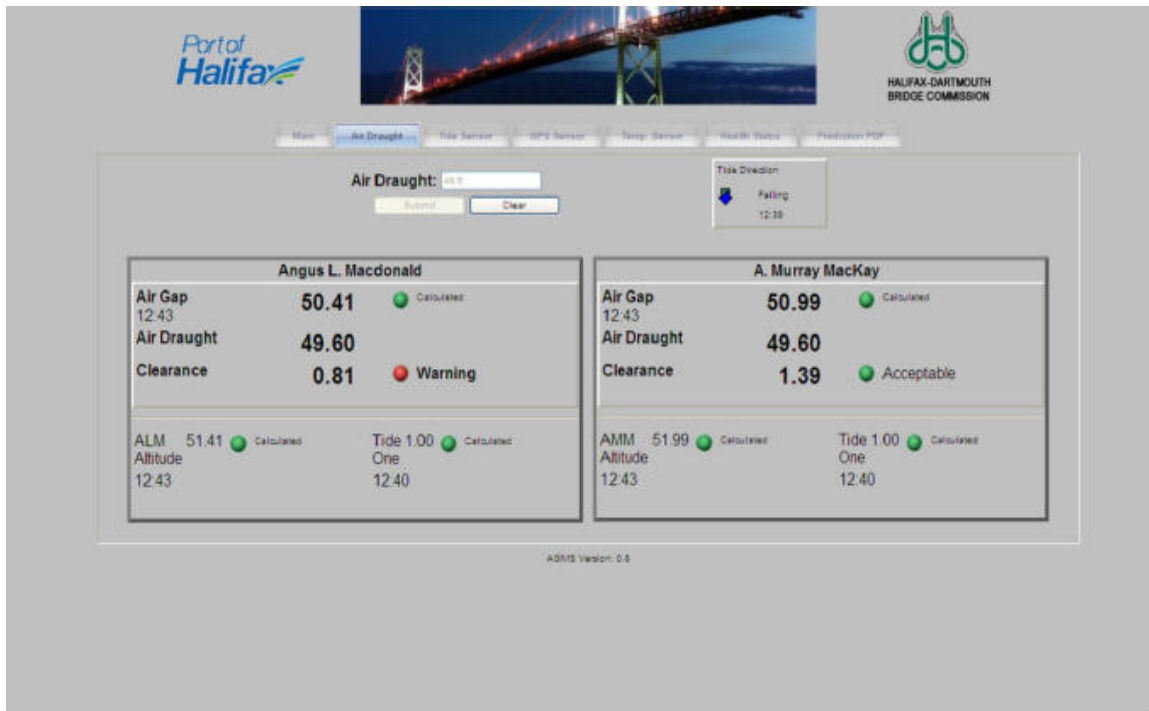 Port of
Halifax
HALIFAX-DARTMOUTH
BRIDGE COMMISSION
Main Air Draught Tide Sensor GPS Sensor Temp. Sensor Health Status Prediction PDF
Air Draught: 49.6
Submit Clear
Tide Direction
Falling
12:39
Angus L. Macdonald
Air Gap 50.41 Calculated
12:43
Air Draught 49.60
Clearance 0.81 Warning
ALM 51.41 Calculated Tide 1.00 Calculated
Altitude One
12:43 12:40
A. Murray MacKay
Air Gap 50.99 Calculated
12:43
Air Draught 49.60
Clearance 1.39 Acceptable
AMM 51.99 Calculated Tide 1.00 Calculated
Altitude One
12:43 12:40
Version: 0.6